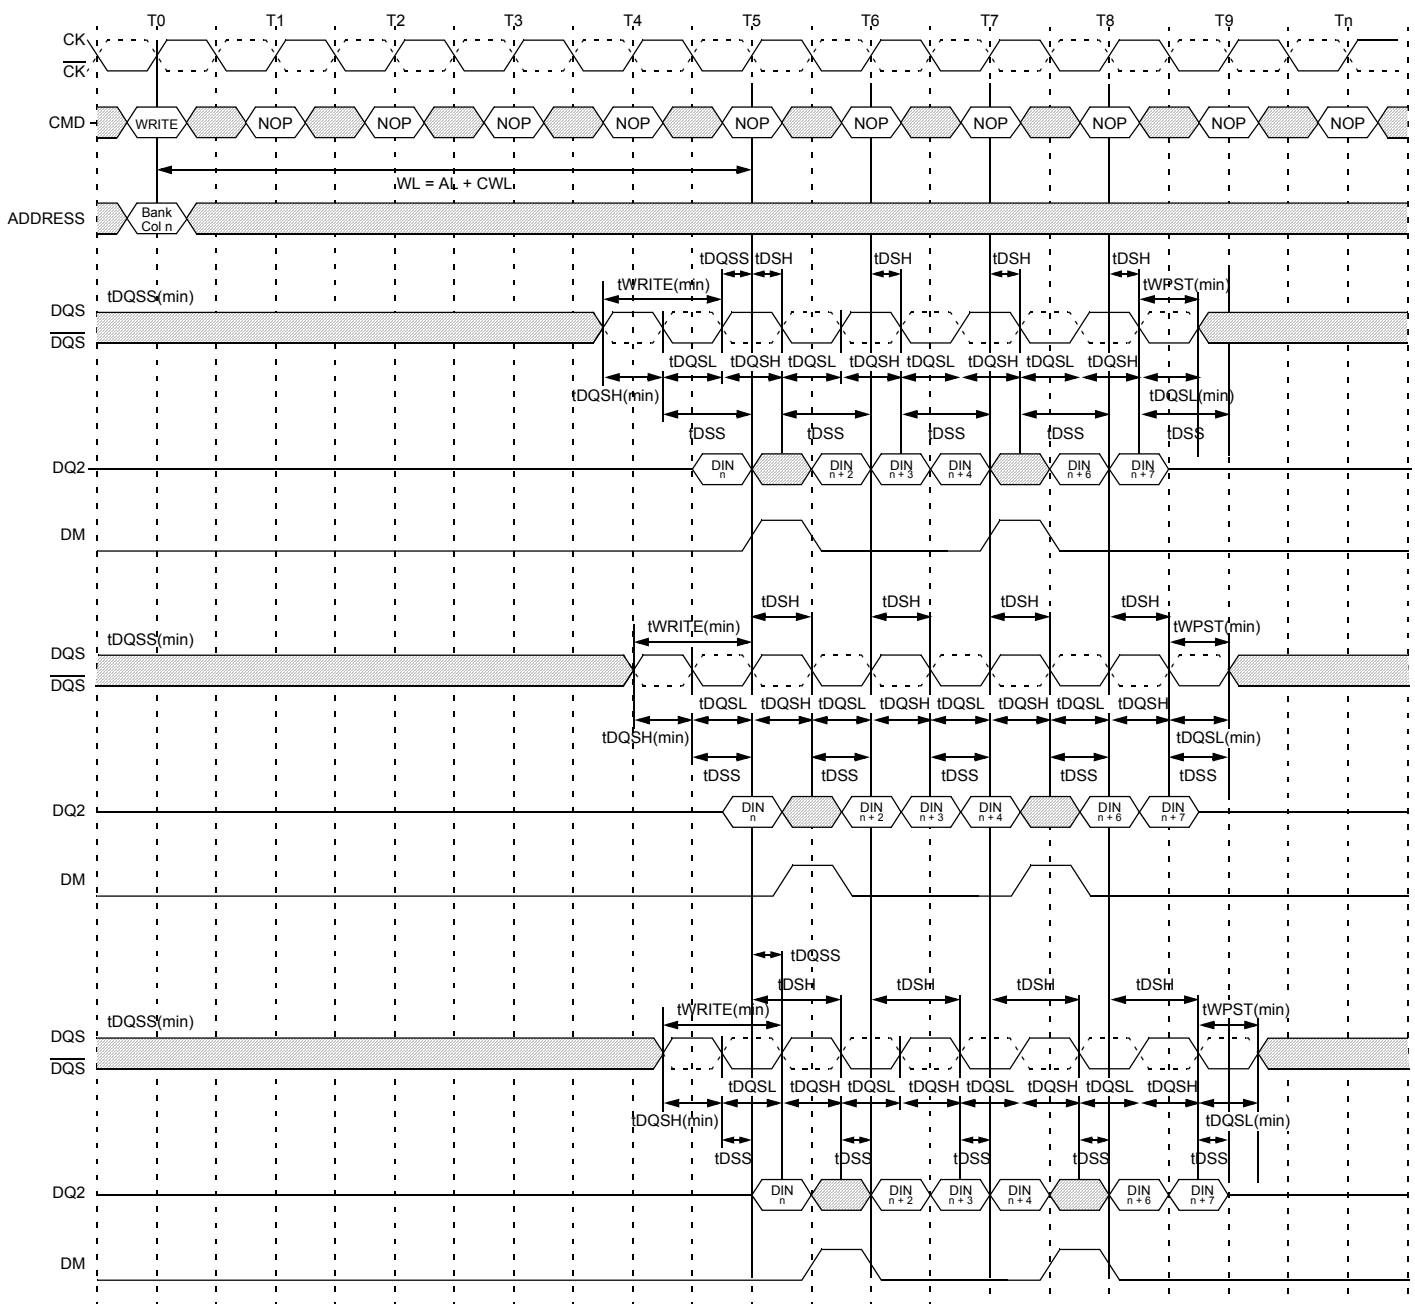 T0 T1 T2 T3 T4 T5 T6 T7 T8 T9 Tn
CK
CK
CMD WRITE NOP NOP NOP NOP NOP NOP NOP NOP NOP NOP
WL = AL + CWL
ADDRESS Bank
Col n
tDQSS tDSH tDSH tDSH tDSH
tWRITE(min) tWPST(min)
tDQSS(min)
DQS
DQS
tDQSL tDQSH tDQSL tDQSH tDQSL tDQSH tDQSL tDQSH
tDQSH(min) tDQSL(min)
tDSS tDSS tDSS tDSS tDSS
DQ2 DIN DIN DIN DIN DIN DIN
n n + 2 n + 3 n + 4 n + 6 n + 7
DM
tDSH tDSH tDSH tDSH
tWRITE(min) tWPST(min)
tDQSS(min)
DQS
DQS
tDQSL tDQSH tDQSL tDQSH tDQSL tDQSH tDQSL tDQSH
tDQSH(min) tDQSL(min)
tDSS tDSS tDSS tDSS tDSS
DQ2 DIN DIN DIN DIN DIN DIN
n n + 2 n + 3 n + 4 n + 6 n + 7
DM
tDQSS
tDSH tDSH tDSH tDSH
tWRITE(min) tWPST(min)
tDQSS(min)
DQS
DQS
tDQSL tDQSH tDQSL tDQSH tDQSL tDQSH tDQSL tDQSH
tDQSH(min) tDQSL(min)
tDSS tDSS tDSS tDSS tDSS
DQ2 DIN DIN DIN DIN DIN DIN
n n + 2 n + 3 n + 4 n + 6 n + 7
DM